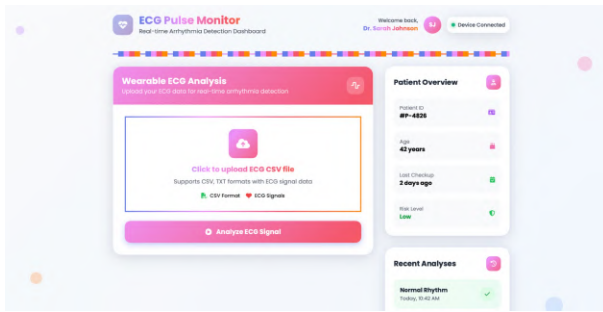 ECG Pulse Monitor
Real-time Arrhythmia Detection Dashboard
Welcome back,
Dr. Sarah Johnson
SJ
Device Connected
Wearable ECG Analysis
Upload your ECG data for real-time arrhythmia detection
Click to upload ECG CSV file
Supports CSV, TXT formats with ECG signal data
CSV Format
ECG Signals
Analyze ECG Signal
Patient Overview
Patient ID
#P-4826
Age
42 years
Last Checkup
2 days ago
Risk Level
Low
Recent Analyses
Normal Rhythm
Today, 10:42 AM